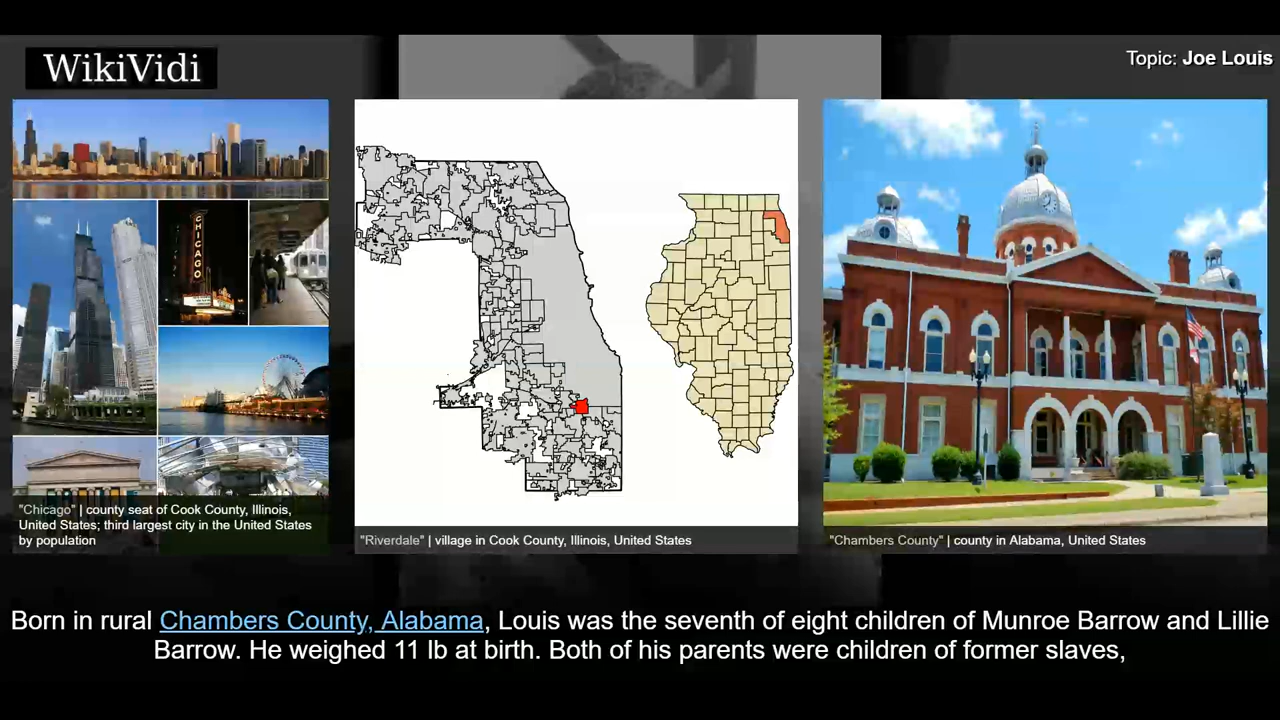 WikiVidi
Topic: Joe Louis
CHICAGO
"Chicago" | county seat of Cook County, Illinois,
United States; third largest city in the United States
by population
"Riverdale" | village in Cook County, Illinois, United States
"Chambers County" | county in Alabama, United States
Born in rural Chambers County, Alabama, Louis was the seventh of eight children of Munroe Barrow and Lillie
Barrow. He weighed 11 lb at birth. Both of his parents were children of former slaves,